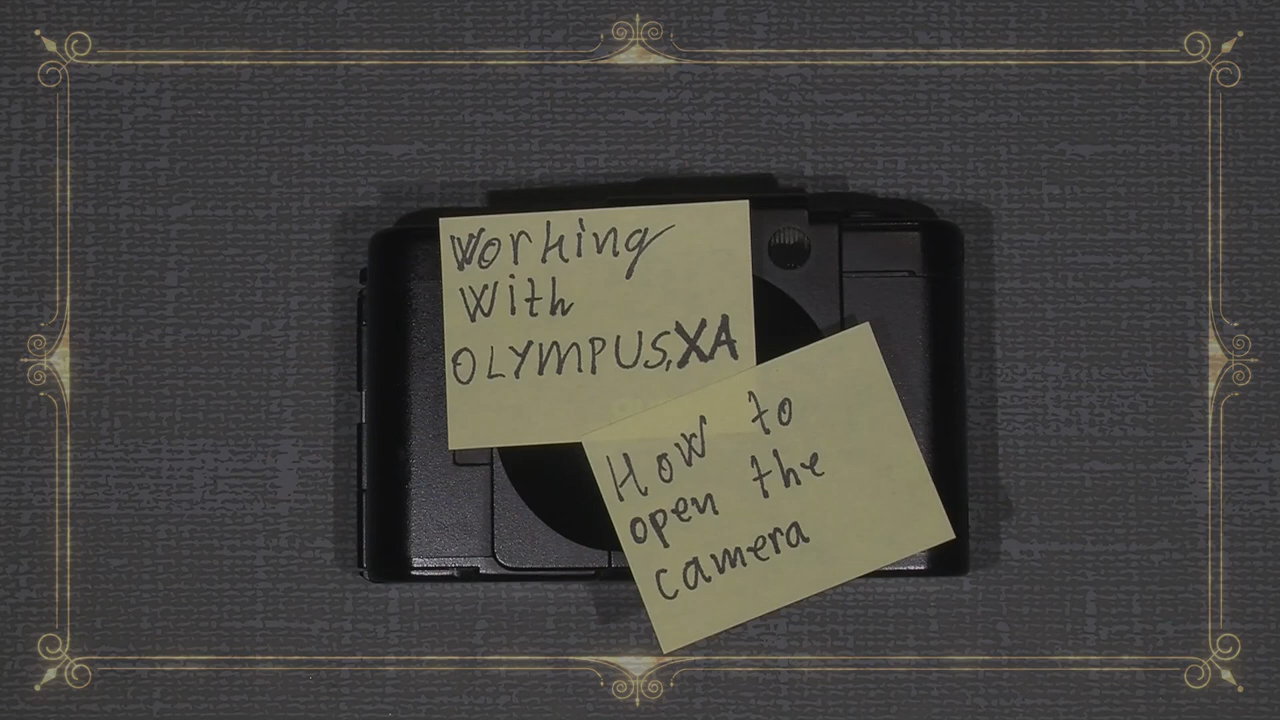 Working
With
OLYMPUS,XA
How to
open the
camera